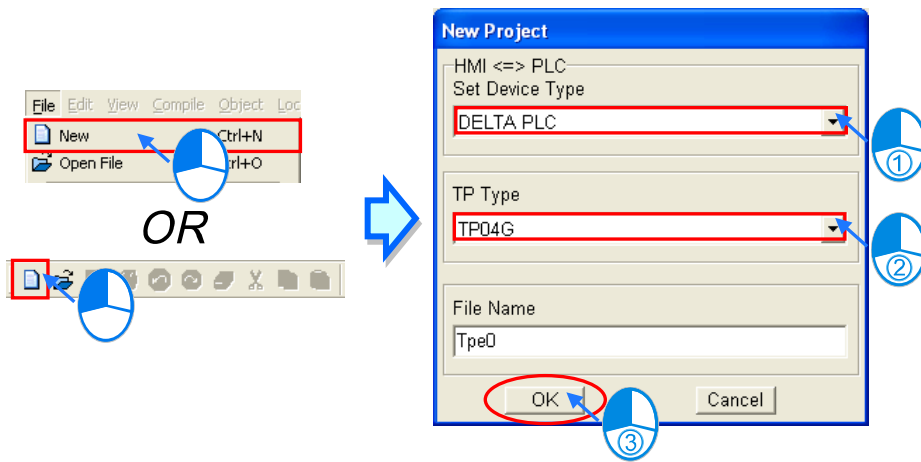 File Edit View Compile Object Loc
New Ctrl+N
Open File Ctrl+O
OR
New Project
HMI <=> PLC
Set Device Type
DELTA PLC
1
TP Type
TP04G
2
File Name
Tpe0
OK Cancel
3